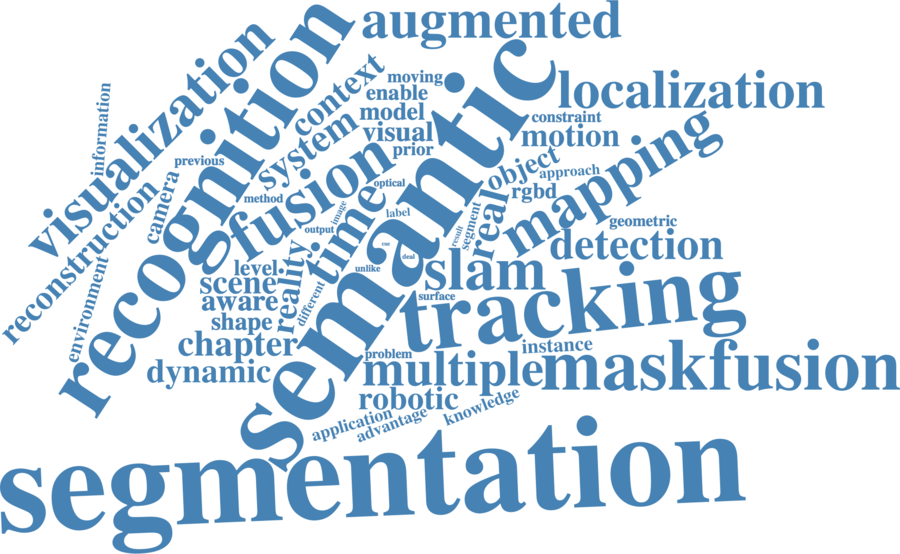 augmented
recognition
visualization
context
moving
enable
model
visual
prior
system
localization
constraint
motion
information
previous
semantic
object
approach
rgbd
mapping
camera
method
fusion
optical
image
label
time
real
segment
result
geometric
detection
reconstruction
environment
output
reality
different
cue
deal
unlike
level
scene
aware
shape
slam
surface
tracking
chapter
dynamic
problem
multiple
instance
maskfusion
robotic
application
advantage
knowledge
segmentation